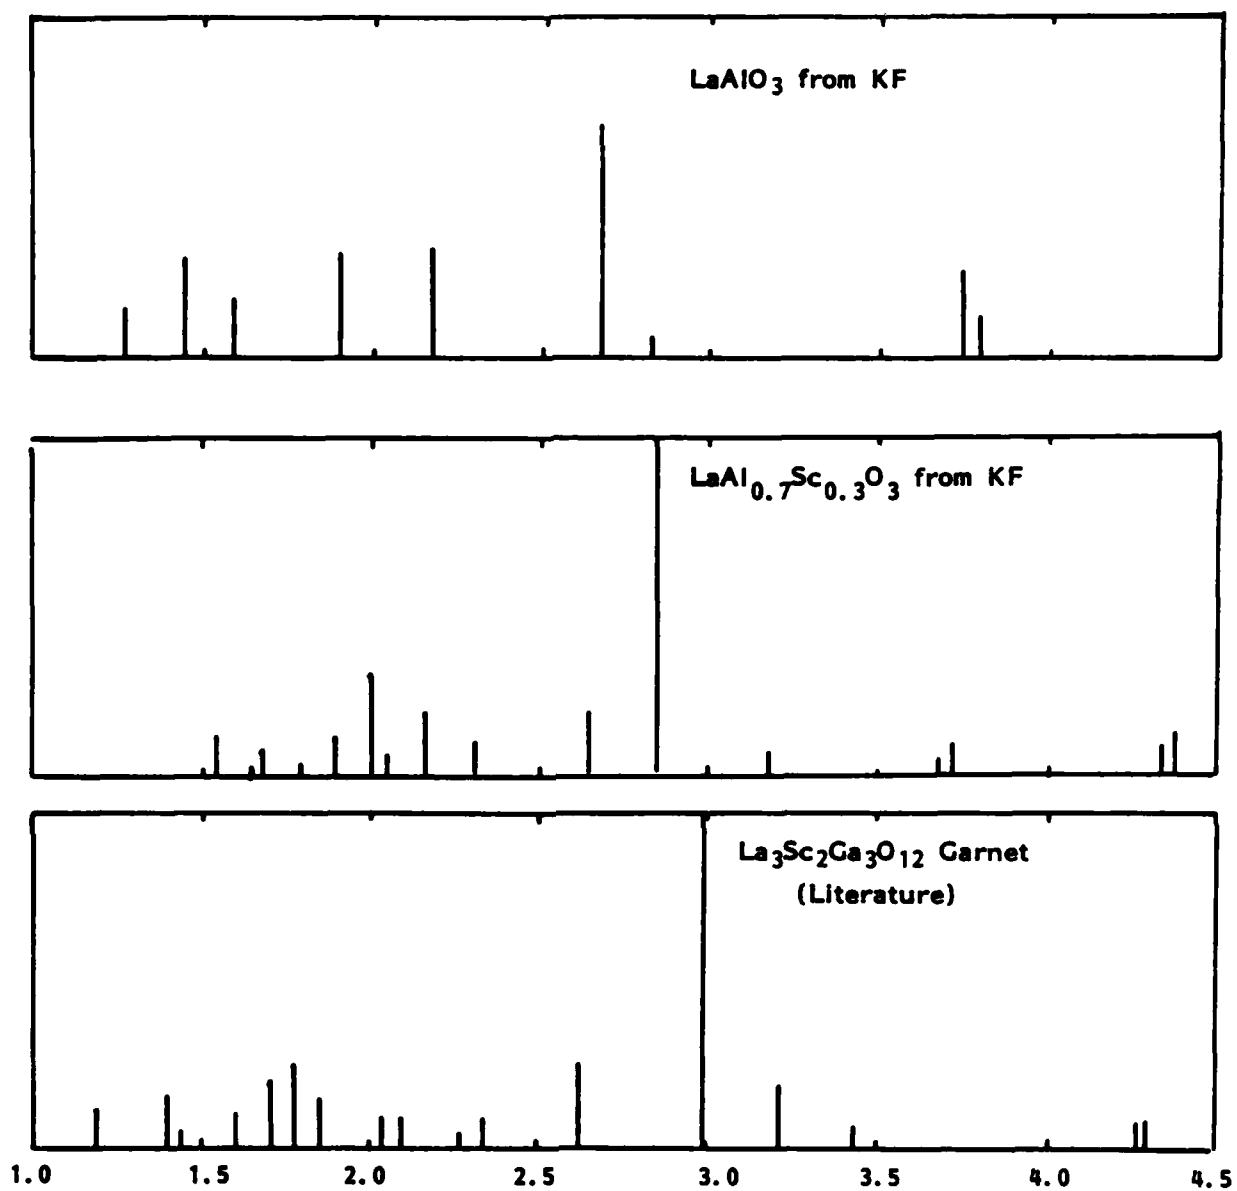 LaAlO3 from KF
LaAl0.7Sc0.3O3 from KF
La3Sc2Ga3O12 Garnet
(Literature)
1.0 1.5 2.0 2.5 3.0 3.5 4.0 4.5